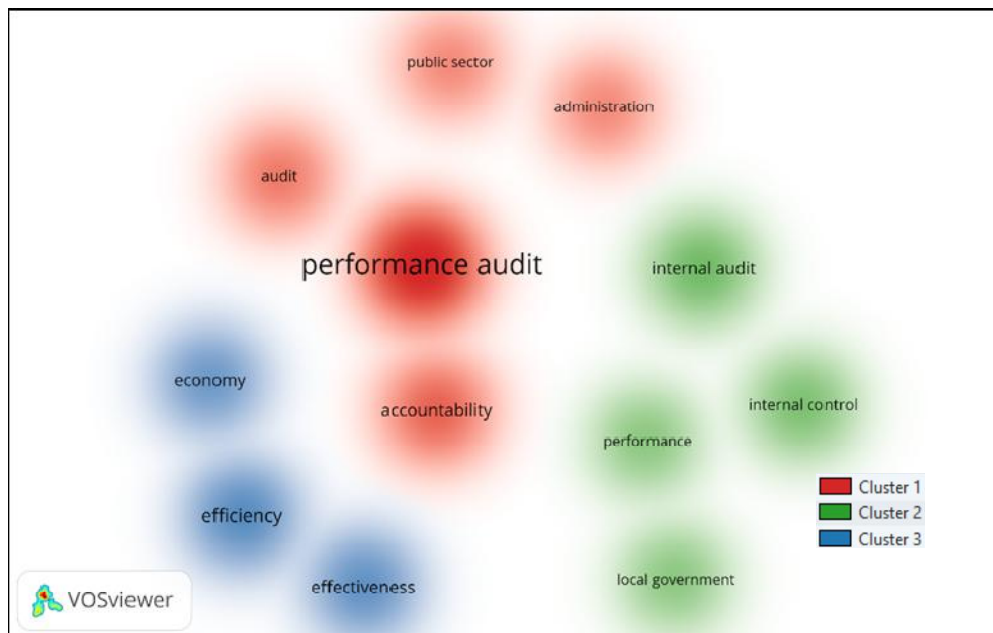 public sector
administration
audit
performance audit
internal audit
economy
accountability
internal control
performance
efficiency
effectiveness
local government
Cluster 1
Cluster 2
Cluster 3
VOSviewer